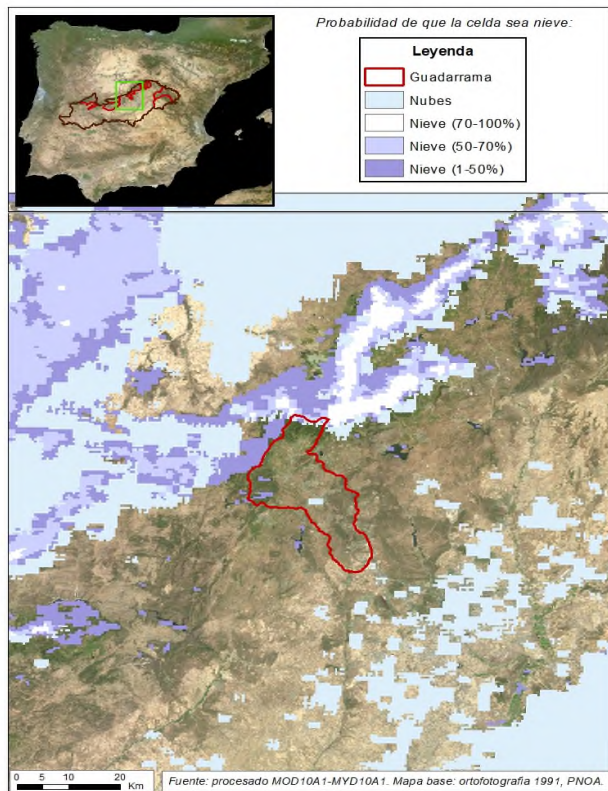 Probabilidad de que la celda sea nieve:
Leyenda
Guadarrama
Nubes
Nieve (70-100%)
Nieve (50-70%)
Nieve (1-50%)
0 5 10 20
Km
Fuente: procesado MOD10A1-MYD10A1. Mapa base: ortofotografía 1991, PNOA.